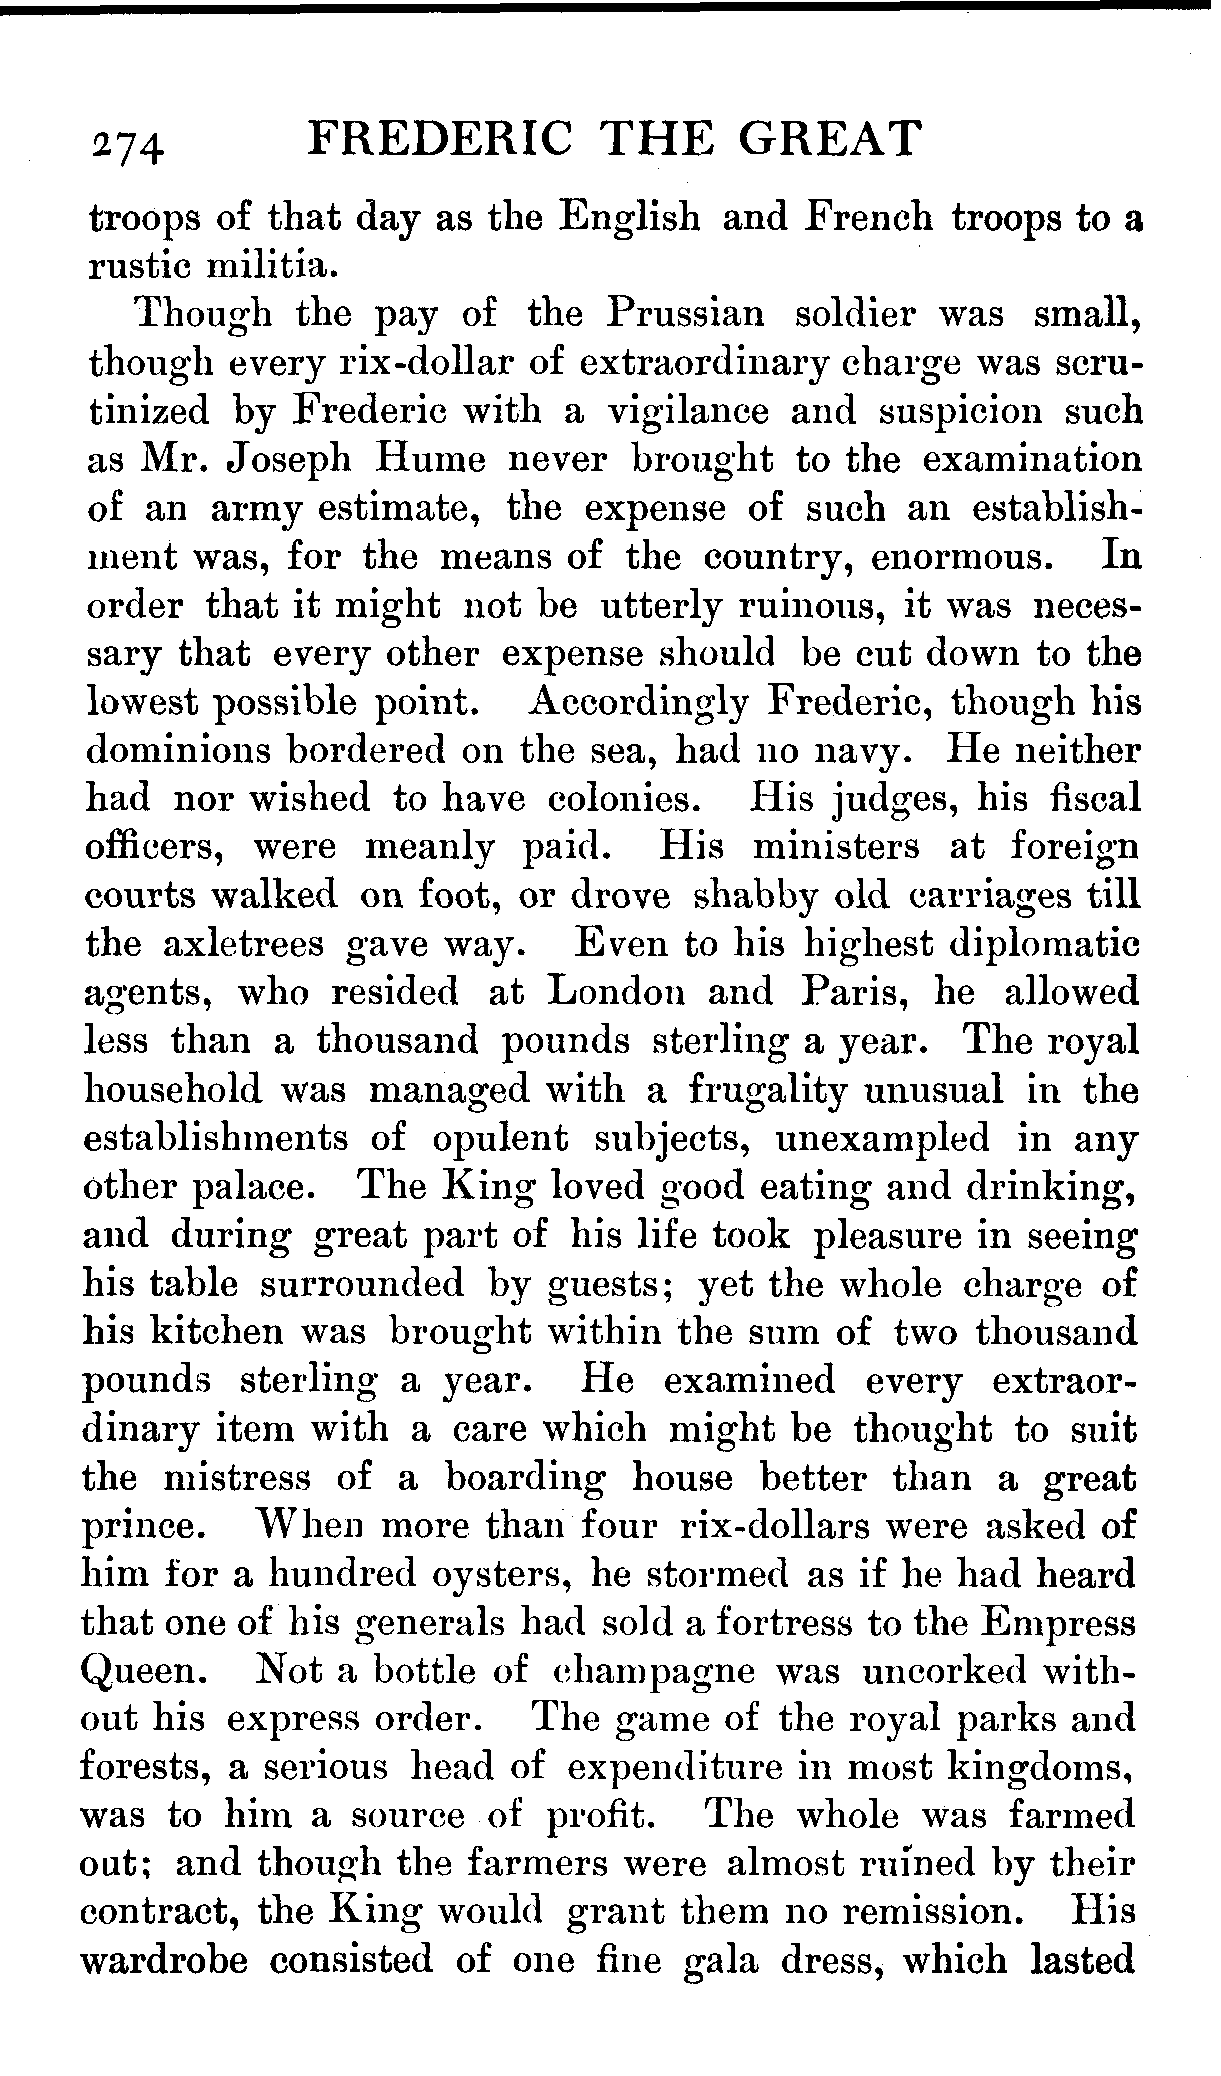 274 FREDERIC THE GREAT
troops of that day as the English and French troops to a
rustic militia.
Though the pay of the Prussian soldier was small,
though every rix-dollar of extraordinary charge was scru-
tinized by Frederic with a vigilance and suspicion such
as Mr. Joseph Hume never brought to the examination
of an army estimate, the expense of such an establish-
ment was, for the means of the country, enormous. In
order that it might not be utterly ruinous, it was neces-
sary that every other expense should be cut down to the
lowest possible point. Accordingly Frederic, though his
dominions bordered on the sea, had no navy. He neither
had nor wished to have colonies. His judges, his fiscal
officers, were meanly paid. His ministers at foreign
courts walked on foot, or drove shabby old carriages till
the axletrees gave way. Even to his highest diplomatic
agents, who resided at London and Paris, he allowed
less than a thousand pounds sterling a year. The royal
household was managed with a frugality unusual in the
establishments of opulent subjects, unexampled in any
other palace. The King loved good eating and drinking,
and during great part of his life took pleasure in seeing
his table surrounded by guests; yet the whole charge of
his kitchen was brought within the sum of two thousand
pounds sterling a year. He examined every extraor-
dinary item with a care which might be thought to suit
the mistress of a boarding house better than a great
prince. When more than four rix-dollars were asked of
him for a hundred oysters, he stormed as if he had heard
that one of his generals had sold a fortress to the Empress
Queen. Not a bottle of champagne was uncorked with-
out his express order. The game of the royal parks and
forests, a serious head of expenditure in most kingdoms,
was to him a source of profit. The whole was farmed
out; and though the farmers were almost ruined by their
contract, the King would grant them no remission. His
wardrobe consisted of one fine gala dress, which lasted